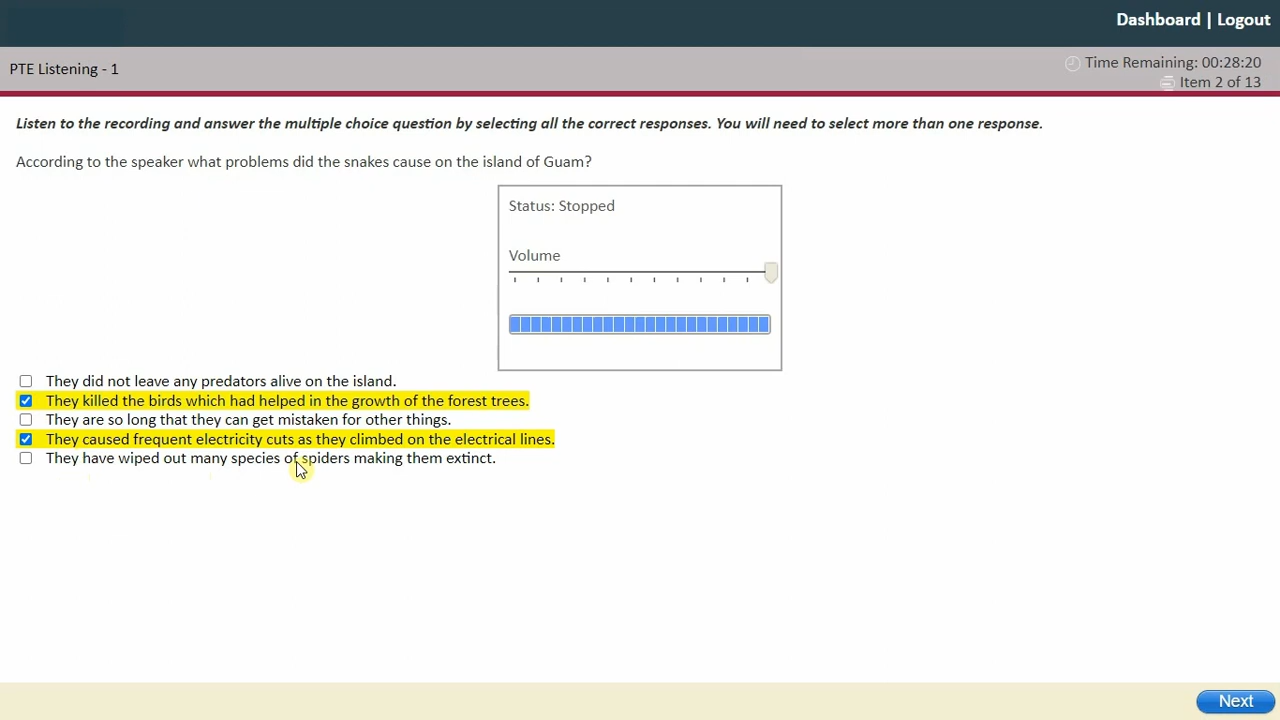 Dashboard | Logout
PTE Listening - 1
Time Remaining: 00:28:20
Item 2 of 13
Listen to the recording and answer the multiple choice question by selecting all the correct responses. You will need to select more than one response.
According to the speaker what problems did the snakes cause on the island of Guam?
Status: Stopped
Volume
They did not leave any predators alive on the island.
They killed the birds which had helped in the growth of the forest trees.
They are so long that they can get mistaken for other things.
They caused frequent electricity cuts as they climbed on the electrical lines.
They have wiped out many species of spiders making them extinct.
Next